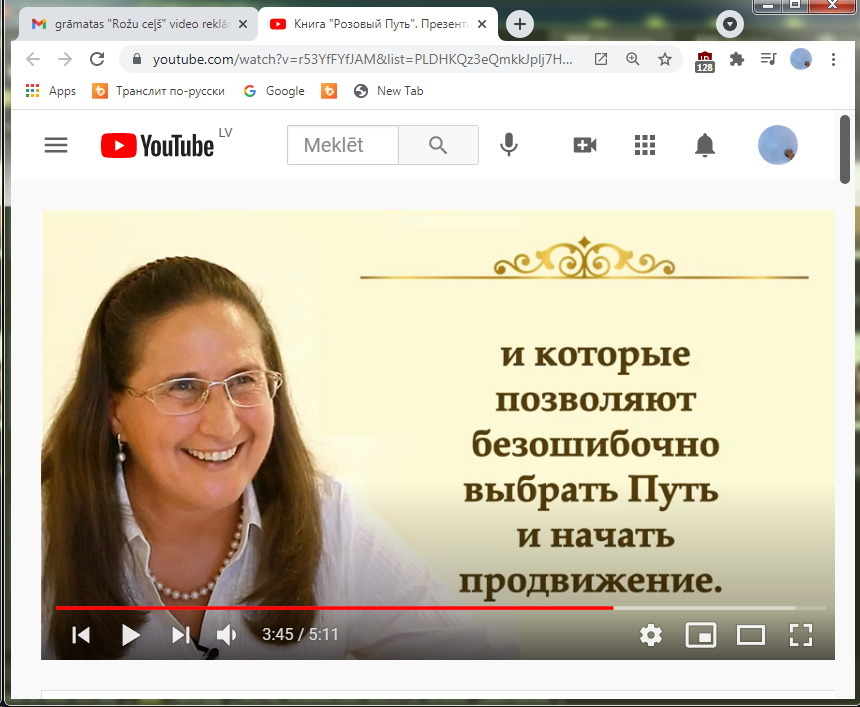 grāmatas "Rožu ceļš" video reklā
Книга "Розовый Путь". Презент
youtube.com/watch?v=r53YfFYfJAM&list=PLDHKQz3eQmkkJpIj7H...
128
Apps
Транслит по-русски
Google
New Tab
YouTube LV
Meklēt
и которые
позволяют
безошибочно
выбрать Путь
и начать
продвижение.
3:45 / 5:11